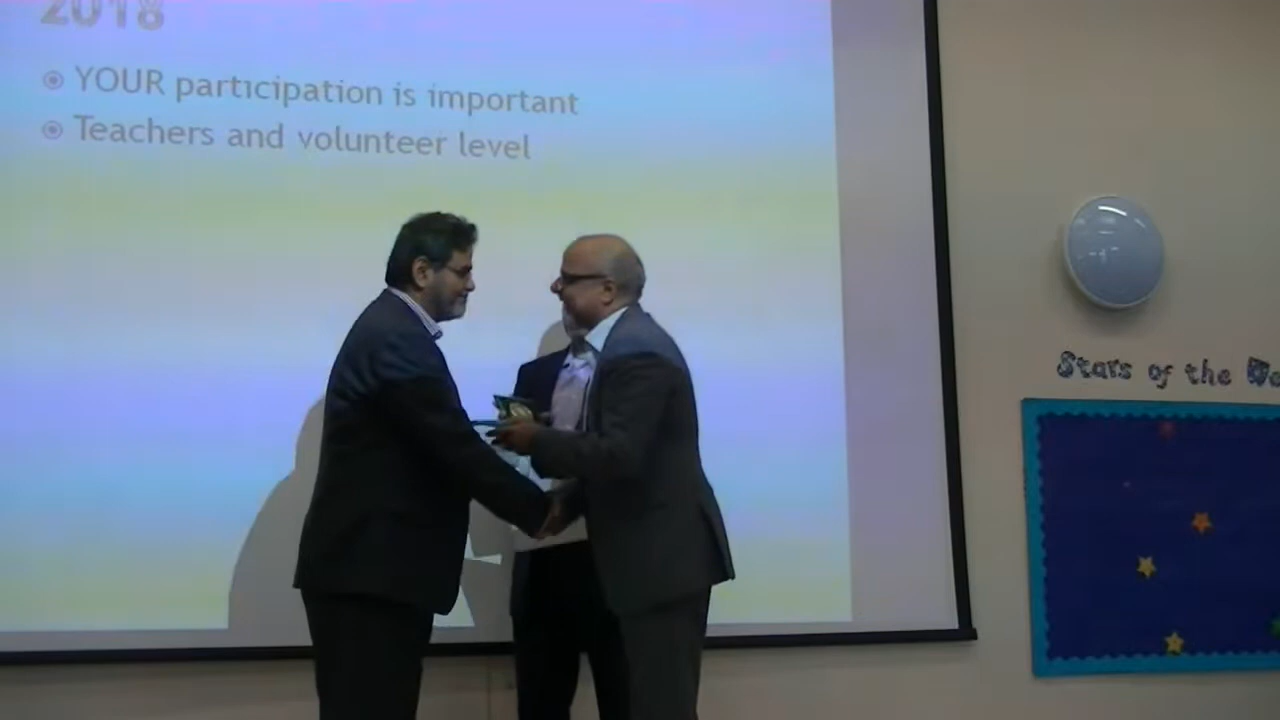 2018
YOUR participation is important
Teachers and volunteer level
Stars of the